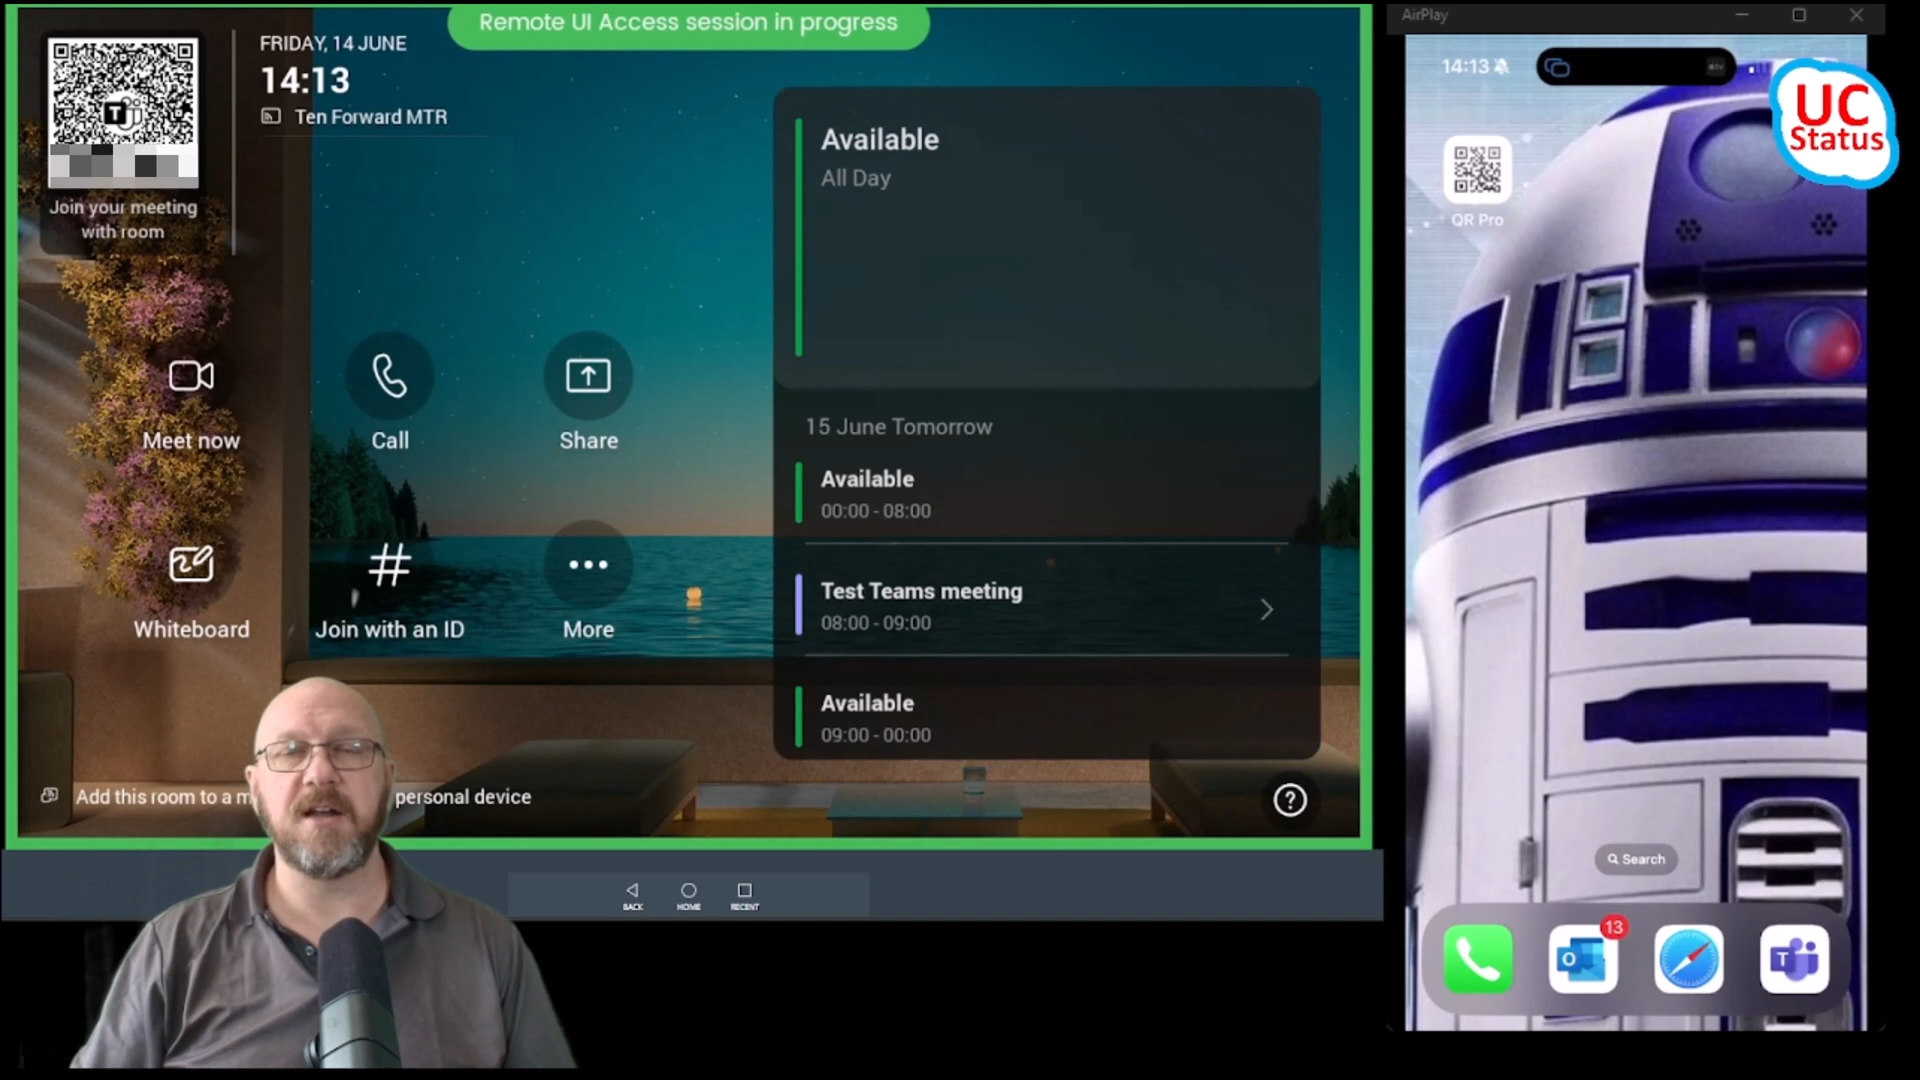 Remote UI Access session in progress
FRIDAY, 14 JUNE
14:13
Ten Forward MTR
T
Join your meeting
with room
Meet now
Call
Share
Whiteboard
Join with an ID
More
Available
All Day
15 June Tomorrow
Available
00:00 - 08:00
Test Teams meeting
08:00 - 09:00
Available
09:00 - 00:00
Add this room to a m
personal device
BACK
HOME
RECENT
AirPlay
14:13
UC
Status
QR Pro
Search
13
O
T